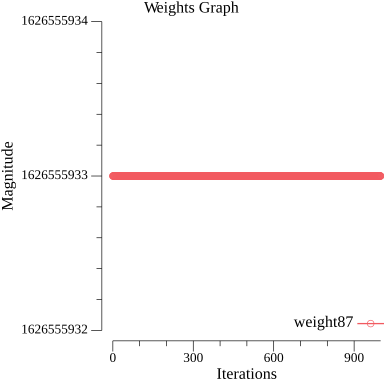 Weights Graph
1626555934
1626555933
1626555932
Magnitude
weight87
0 300 600 900
Iterations